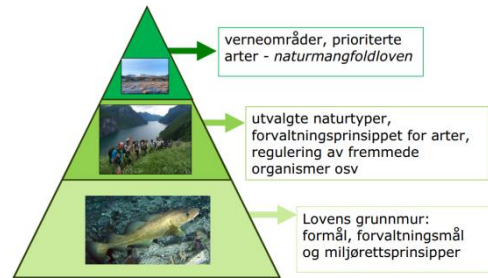 verneområder, prioriterte
arter - naturmangfoldloven
utvalgte naturtyper,
forvaltningsprinsippet for arter,
regulering av fremmede
organismer osv
Lovens grunnmur:
formål, forvaltningsmål
og miljørettsprinsipper